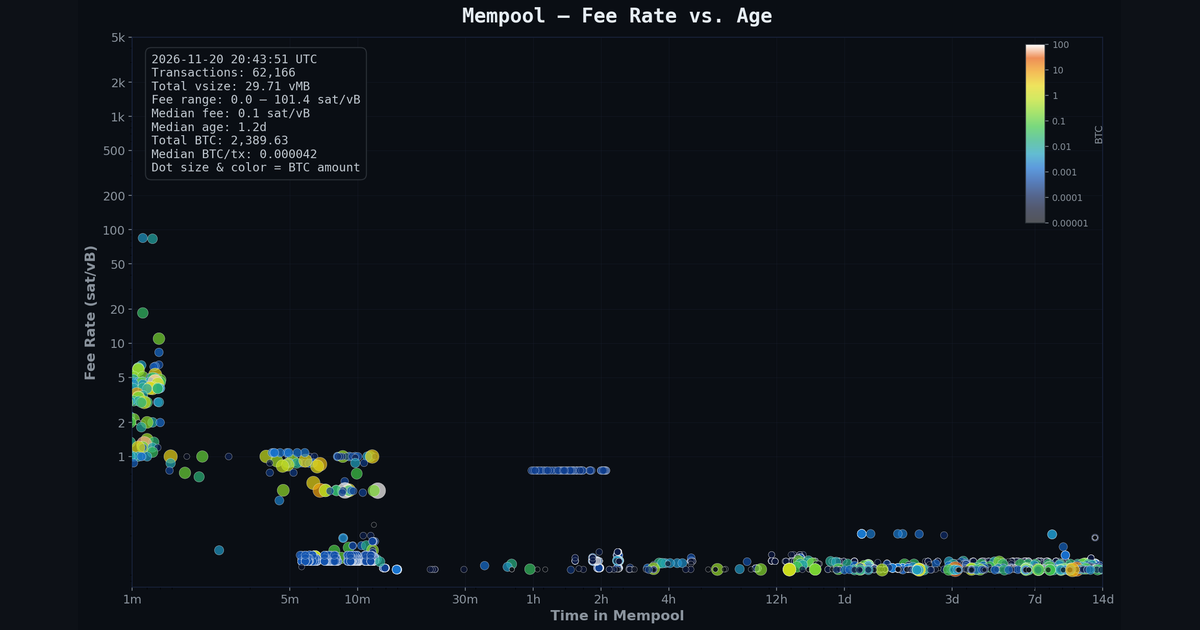 Mempool — Fee Rate vs. Age
5k
2k
1k
500
200
100
50
20
10
5
2
1
Fee Rate (sat/vB)
2026-11-20 20:43:51 UTC
Transactions: 62,166
Total vsize: 29.71 vMB
Fee range: 0.0 — 101.4 sat/vB
Median fee: 0.1 sat/vB
Median age: 1.2d
Total BTC: 2,389.63
Median BTC/tx: 0.000042
Dot size & color = BTC amount
100
10
1
0.1
0.01
0.001
0.0001
0.00001
BTC
1m
5m
10m
30m
1h
2h
4h
12h
1d
3d
7d
14d
Time in Mempool